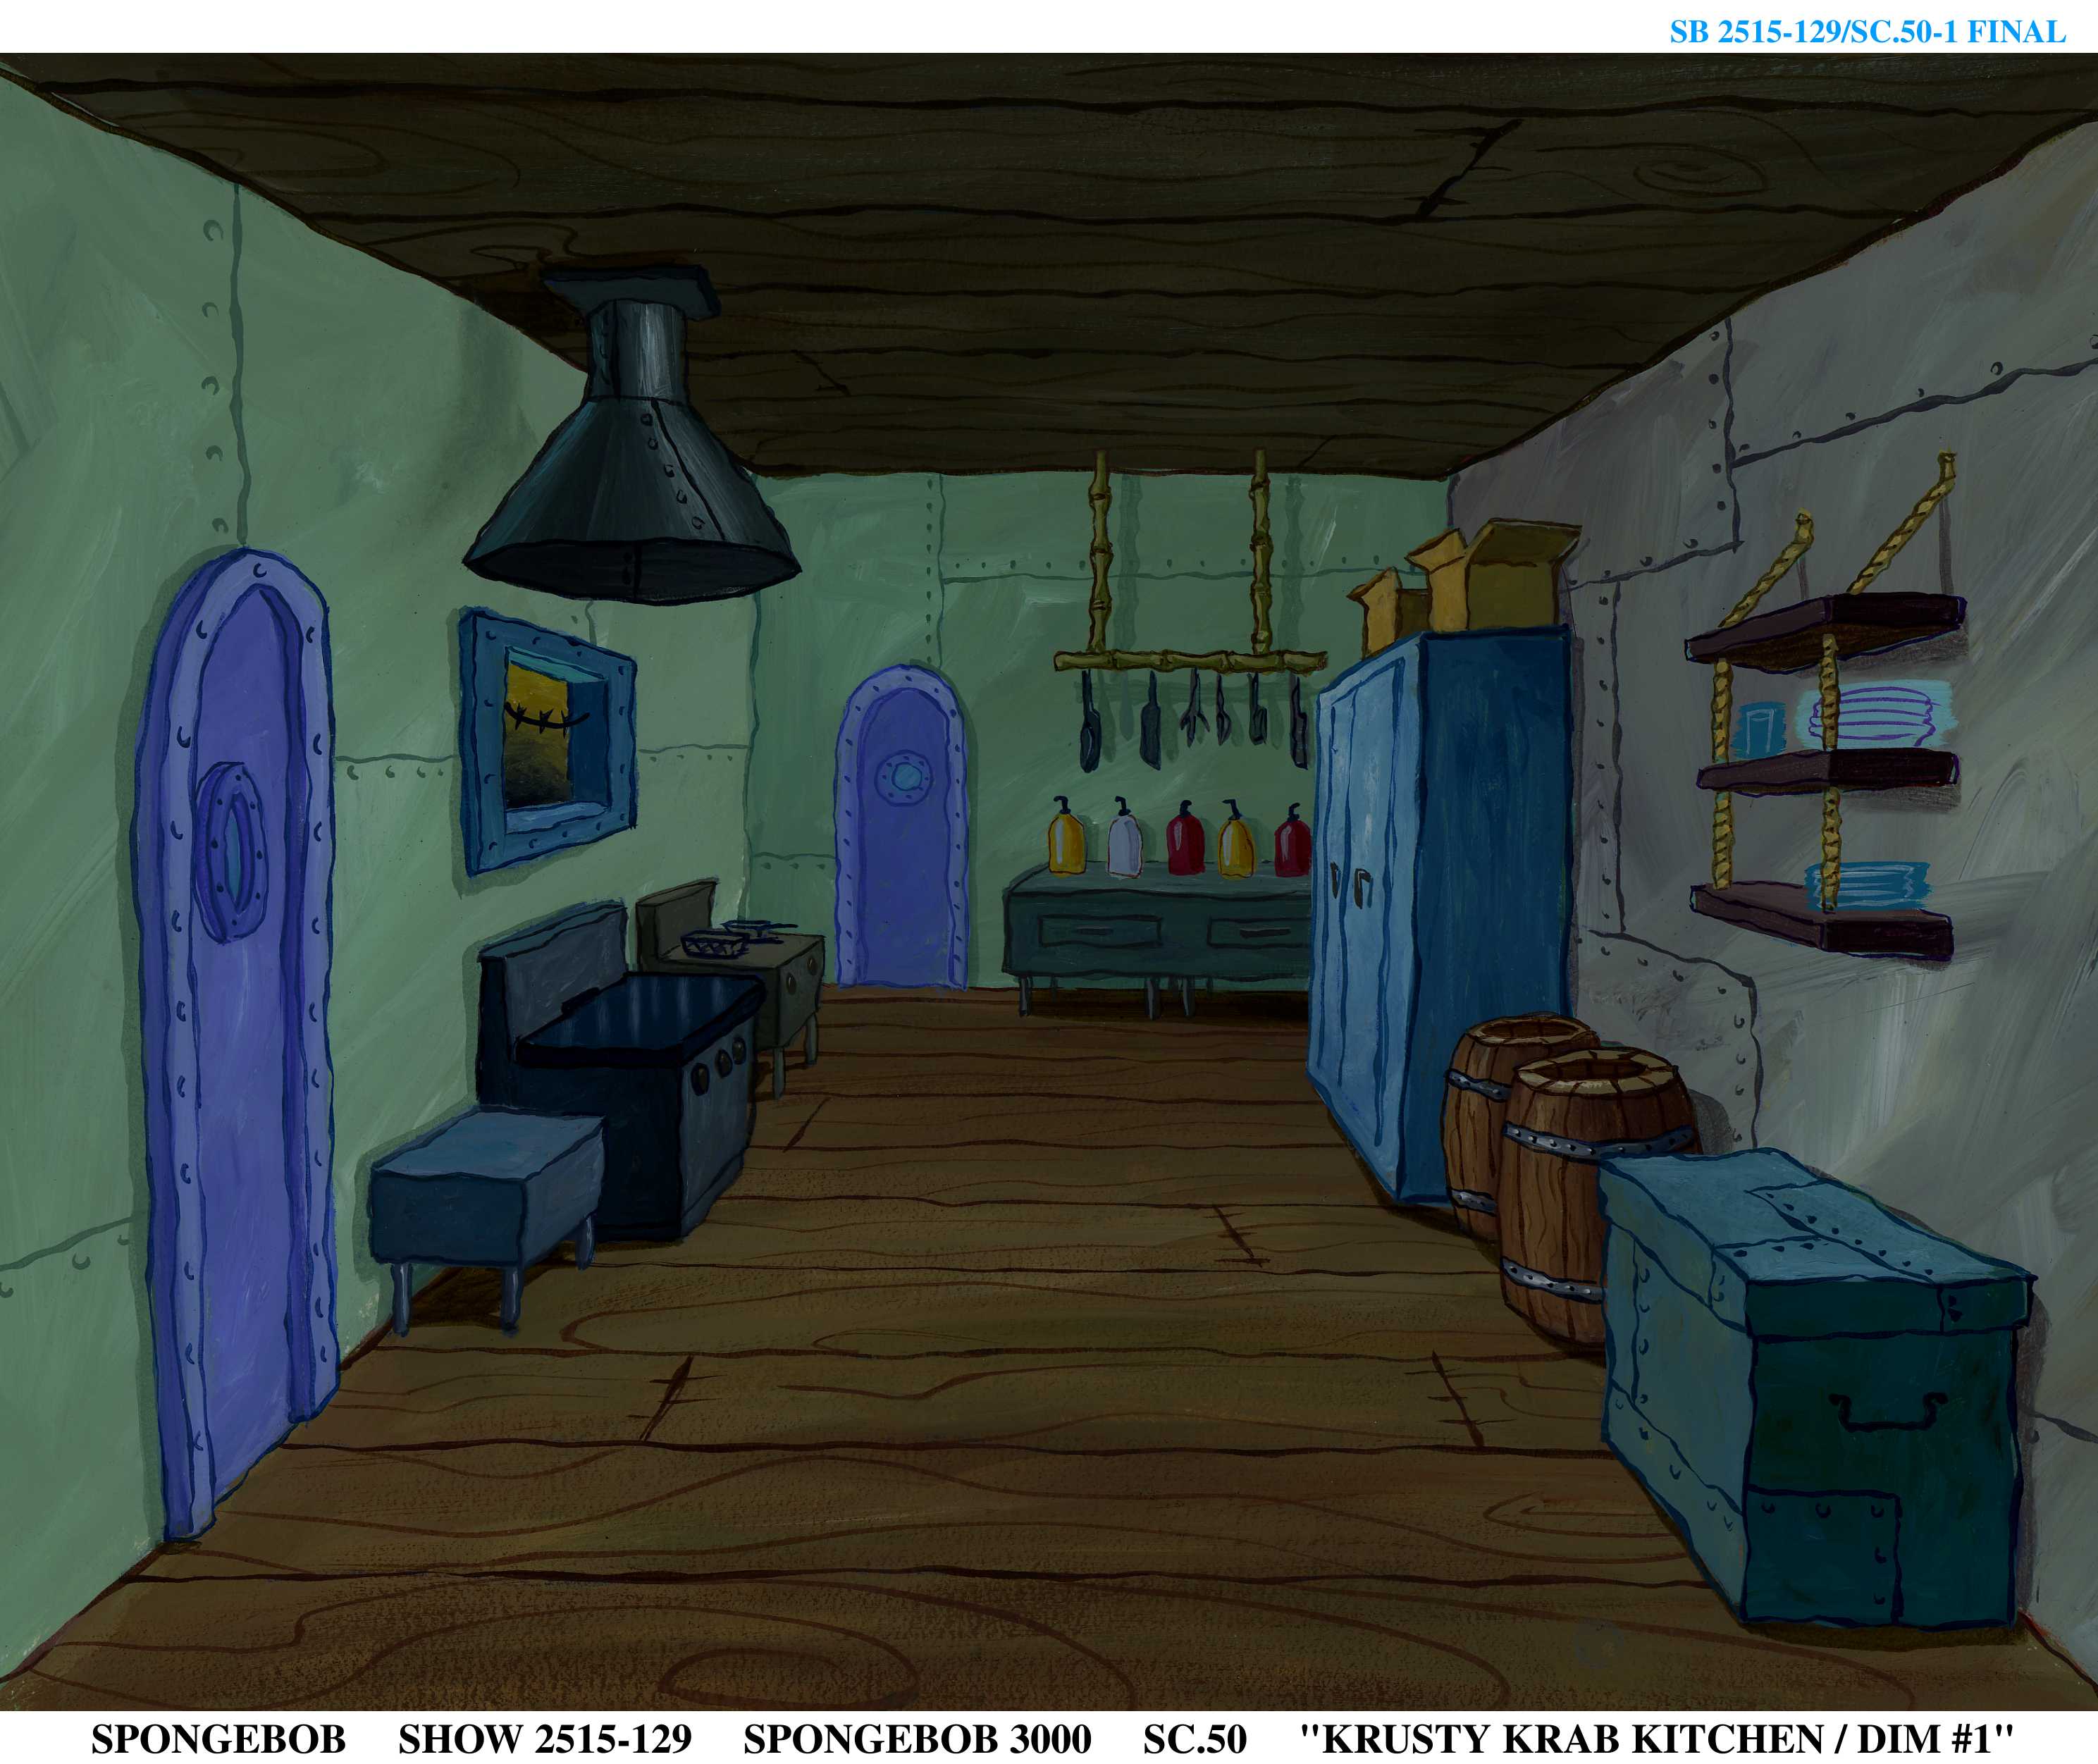 SB 2515-129/SC.50-1 FINAL
SPONGEBOB SHOW 2515-129 SPONGEBOB 3000 SC.50 "KRUSTY KRAB KITCHEN / DIM #1"